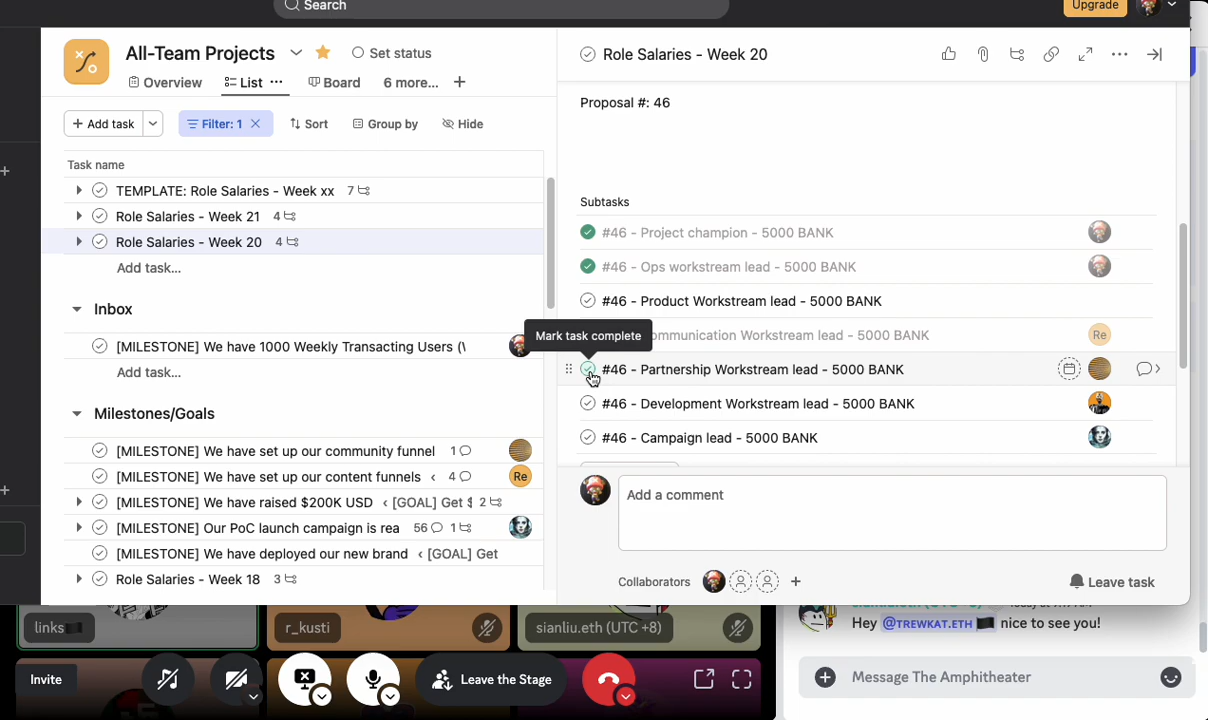 Search
Upgrade
All-Team Projects
Set status
Overview
List
Board
6 more...
Add task
Filter: 1
Sort
Group by
Hide
Task name
TEMPLATE: Role Salaries - Week xx 7
Role Salaries - Week 21 4
Role Salaries - Week 20 4
Add task...
Inbox
[MILESTONE] We have 1000 Weekly Transacting Users (\
Add task...
Milestones/Goals
[MILESTONE] We have set up our community funnel 1
[MILESTONE] We have set up our content funnels < 4
Re
[MILESTONE] We have raised $200K USD < [GOAL] Get $ 2
[MILESTONE] Our PoC launch campaign is rea 56 1
[MILESTONE] We have deployed our new brand < [GOAL] Get
Role Salaries - Week 18 3
Role Salaries - Week 20
Proposal #: 46
Subtasks
#46 - Project champion - 5000 BANK
#46 - Ops workstream lead - 5000 BANK
#46 - Product Workstream lead - 5000 BANK
Mark task complete
ommunication Workstream lead - 5000 BANK
Re
#46 - Partnership Workstream lead - 5000 BANK
#46 - Development Workstream lead - 5000 BANK
#46 - Campaign lead - 5000 BANK
Add a comment
Collaborators
Leave task
links
r_kusti
sianliu.eth (UTC +8)
Hey @TREWKAT.ETH nice to see you!
Invite
Leave the Stage
Message The Amphitheater